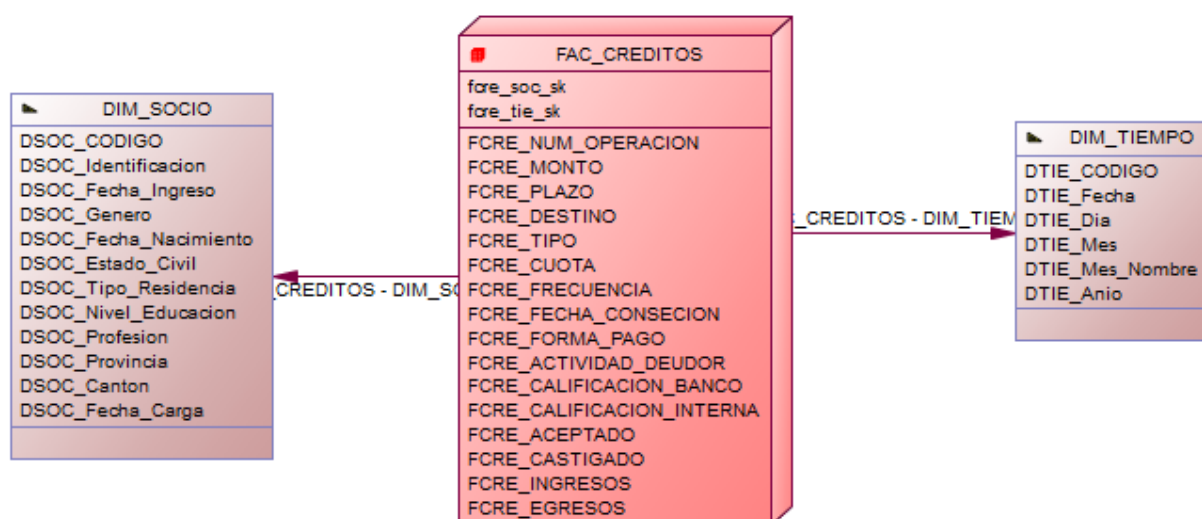 DIM_SOCIO
DSOC_CODIGO
DSOC_Identificacion
DSOC_Fecha_Ingreso
DSOC_Genero
DSOC_Fecha_Nacimiento
DSOC_Estado_Civil
DSOC_Tipo_Residencia
DSOC_Nivel_Educacion
DSOC_Profesion
DSOC_Provincia
DSOC_Canton
DSOC_Fecha_Carga
_CREDITOS - DIM_SO
FAC_CREDITOS
fcre_soc_sk
fcre_tie_sk
FCRE_NUM_OPERACION
FCRE_MONTO
FCRE_PLAZO
FCRE_DESTINO
FCRE_TIPO
FCRE_CUOTA
FCRE_FRECUENCIA
FCRE_FECHA_CONSECION
FCRE_FORMA_PAGO
FCRE_ACTIVIDAD_DEUDOR
FCRE_CALIFICACION_BANCO
FCRE_CALIFICACION_INTERNA
FCRE_ACEPTADO
FCRE_CASTIGADO
FCRE_INGRESOS
FCRE_EGRESOS
_CREDITOS - DIM_TIEM
DIM_TIEMPO
DTIE_CODIGO
DTIE_Fecha
DTIE_Dia
DTIE_Mes
DTIE_Mes_Nombre
DTIE_Anio